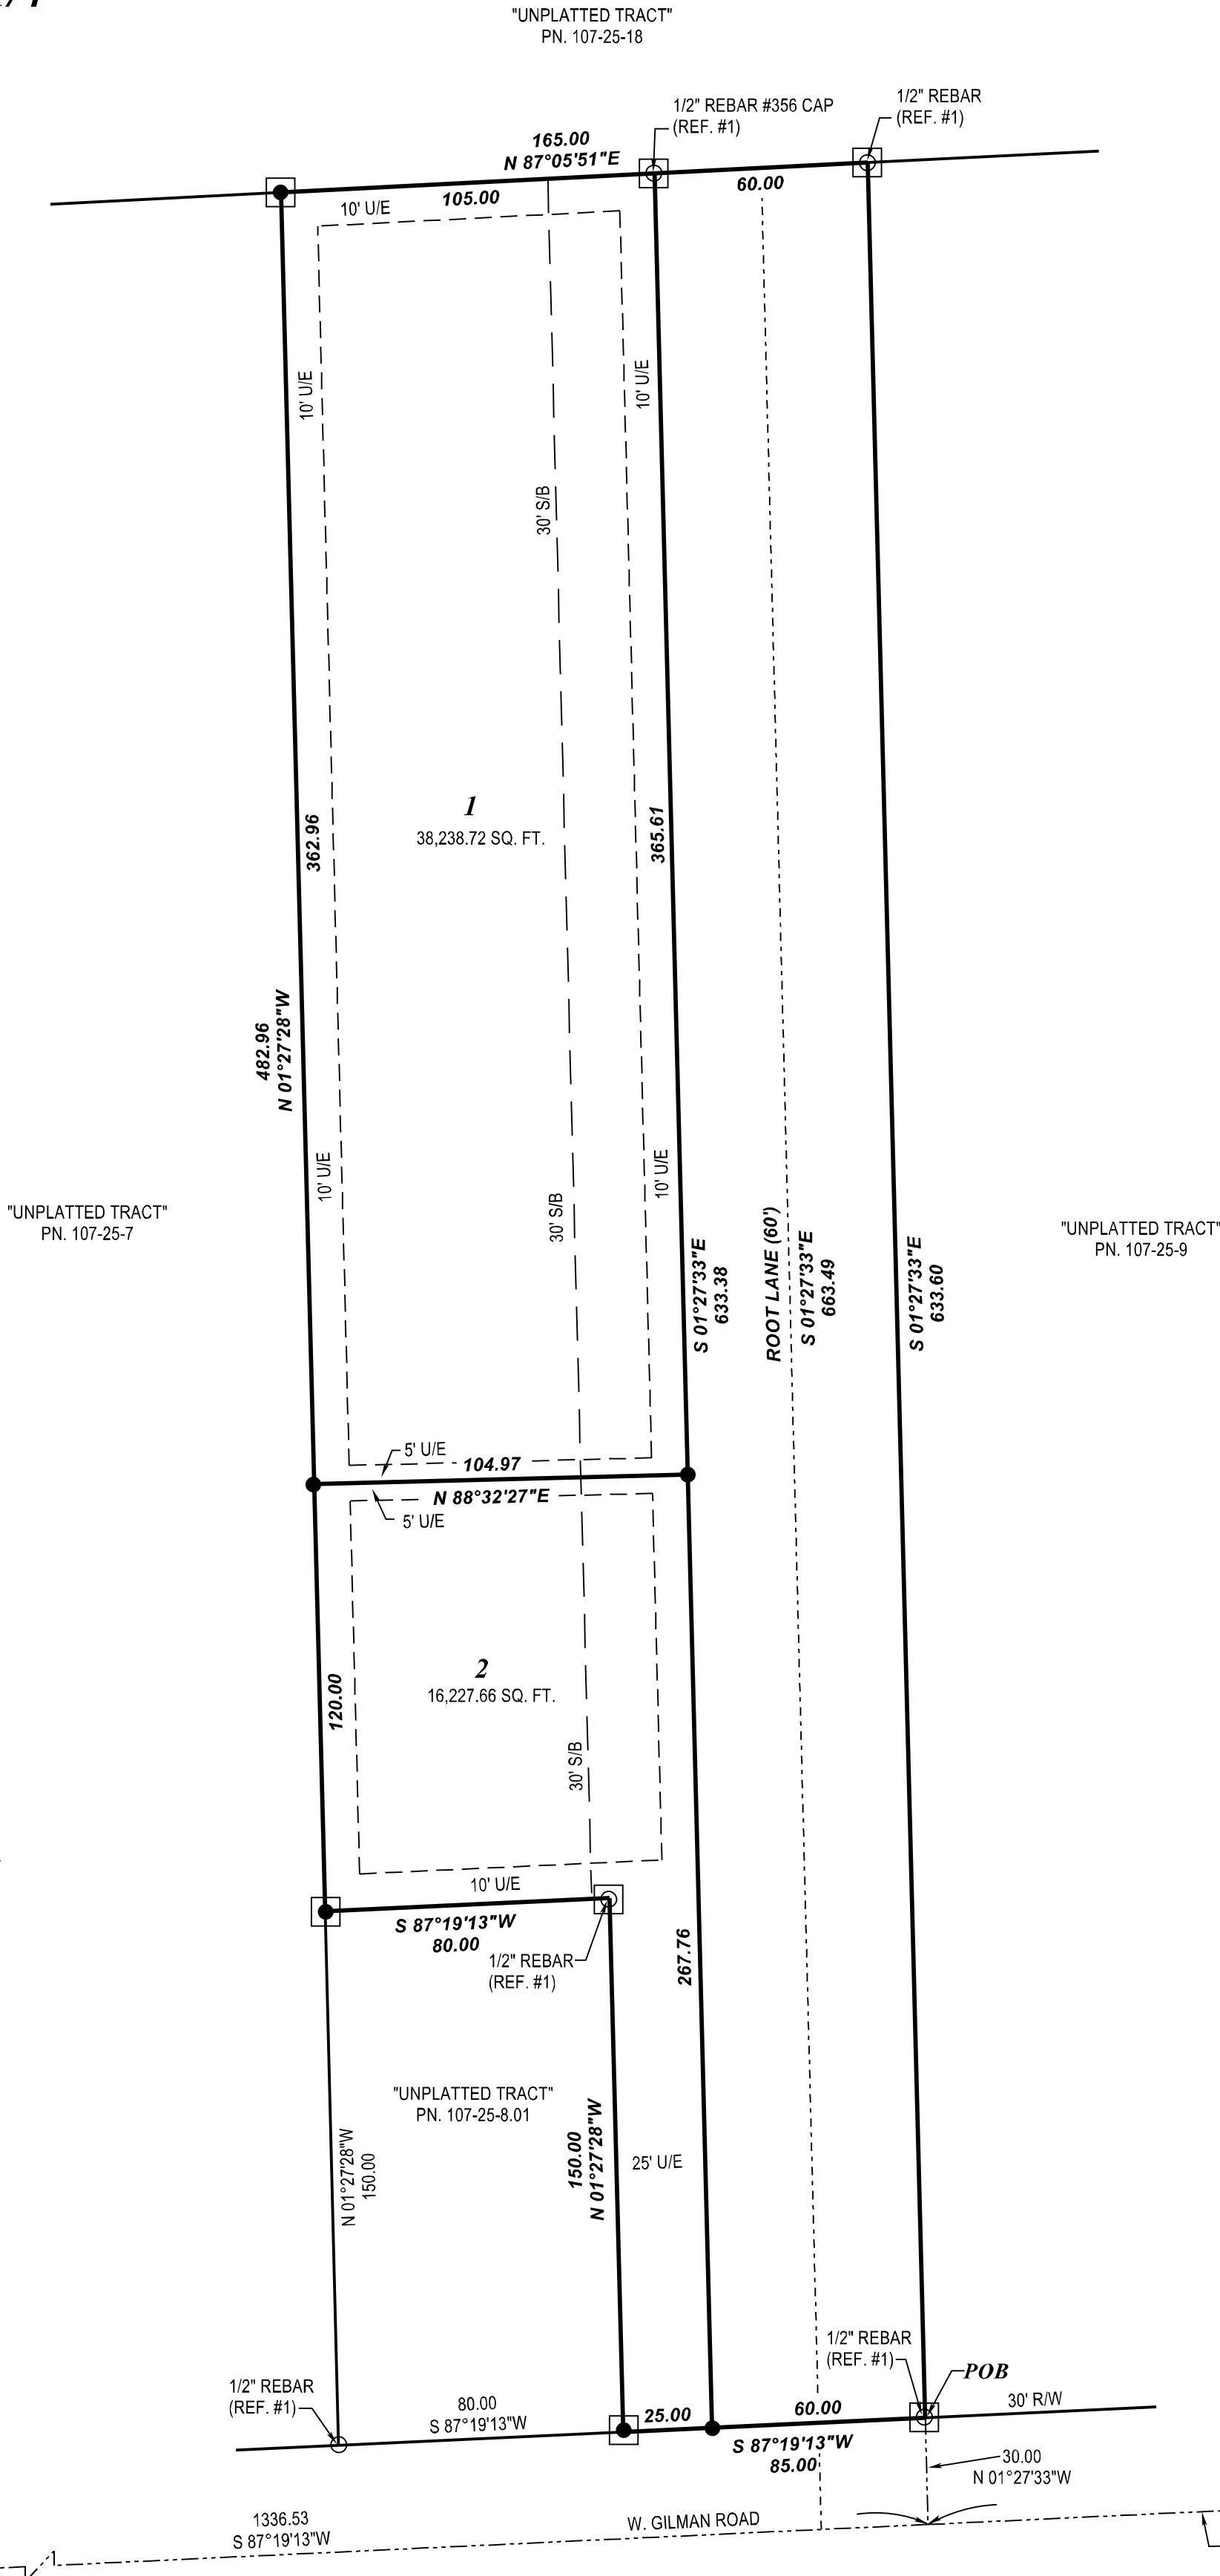 "UNPLATTED TRACT"
PN. 107-25-18
1/2" REBAR #356 CAP
(REF. #1)
1/2" REBAR
(REF. #1)
165.00
N 87°05'51"E
105.00
60.00
10' U/E
10' U/E
10' U/E
30' S/B
1
38,238.72 SQ. FT.
362.96
365.61
482.96
N 01°27'28"W
10' U/E
30' S/B
10' U/E
"UNPLATTED TRACT"
PN. 107-25-7
"UNPLATTED TRACT"
PN. 107-25-9
S 01°27'33"E
633.38
ROOT LANE (60')
S 01°27'33"E
663.49
S 01°27'33"E
633.60
5' U/E
104.97
N 88°32'27"E
5' U/E
2
16,227.66 SQ. FT.
120.00
30' S/B
10' U/E
S 87°19'13"W
80.00
1/2" REBAR
(REF. #1)
267.76
"UNPLATTED TRACT"
PN. 107-25-8.01
N 01°27'28"W
150.00
150.00
N 01°27'28"W
25' U/E
1/2" REBAR
(REF. #1)
POB
1/2" REBAR
(REF. #1)
80.00
S 87°19'13"W
25.00
60.00
30' R/W
S 87°19'13"W
85.00
30.00
N 01°27'33"W
1336.53
S 87°19'13"W
W. GILMAN ROAD